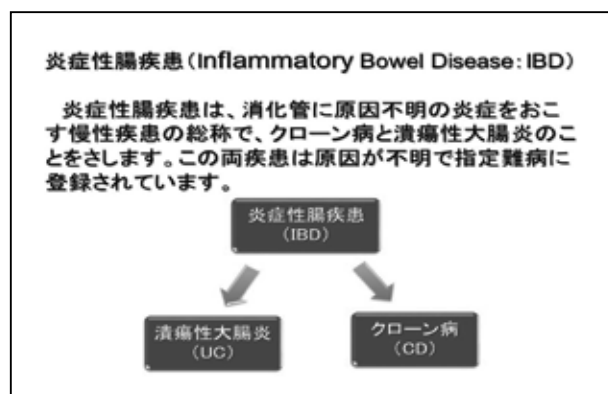 炎症性腸疾患(Inflammatory Bowel Disease:IBD)
炎症性腸疾患は、消化管に原因不明の炎症をおこ
す慢性疾患の総称で、クローン病と潰瘍性大腸炎のこ
とをさします。この両疾患は原因が不明で指定難病に
登録されています。
炎症性腸疾患
(IBD)
潰瘍性大腸炎
(UC)
クローン病
(CD)